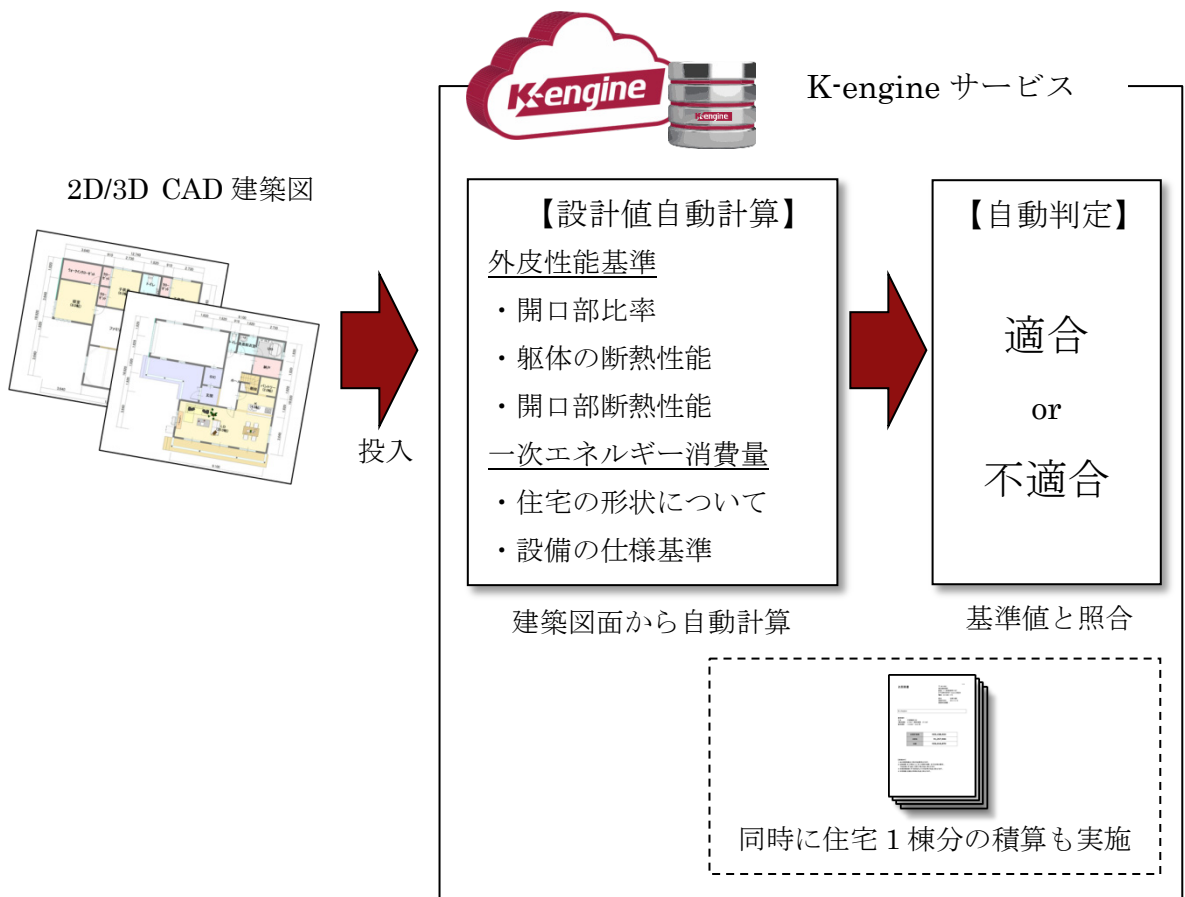 K-engine
K-engine
K-engine サービス
2D/3D CAD 建築図
投入
【設計値自動計算】
外皮性能基準
・開口部比率
・躯体の断熱性能
・開口部断熱性能
一次エネルギー消費量
・住宅の形状について
・設備の仕様基準
建築図面から自動計算
【自動判定】
適合
or
不適合
基準値と照合
同時に住宅１棟分の積算も実施